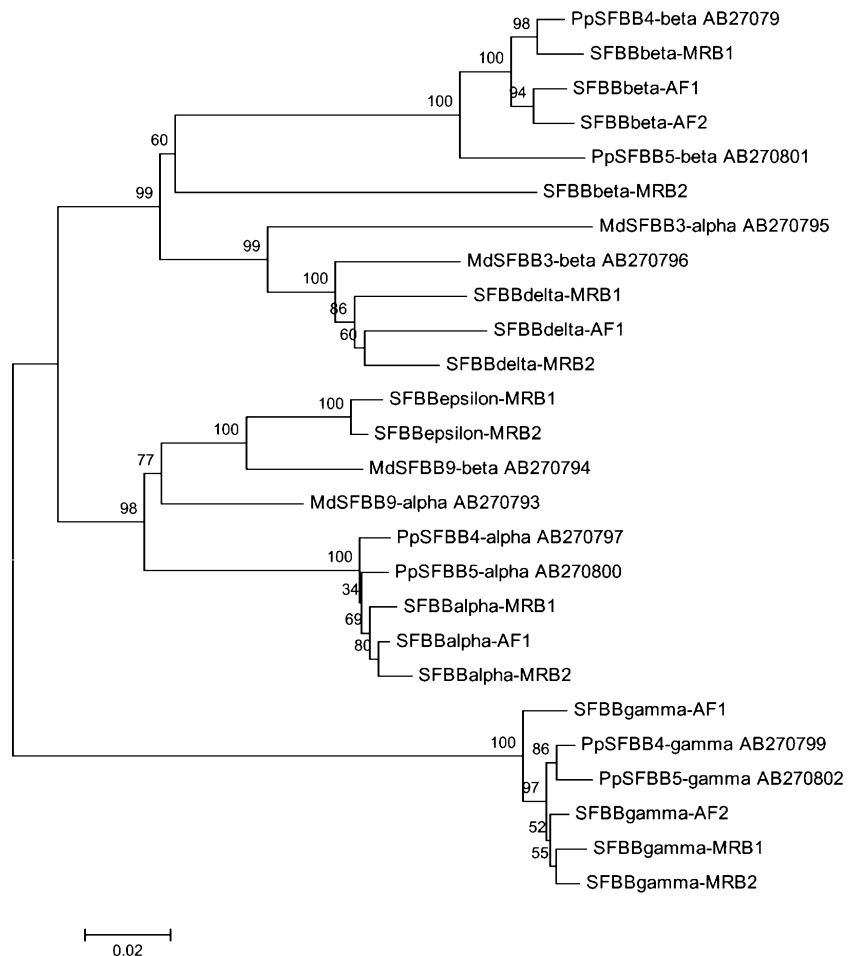 98
PpSFBB4-beta AB27079
SFBBbeta-MRB1
100
94
SFBBbeta-AF1
SFBBbeta-AF2
100
PpSFBB5-beta AB270801
60
SFBBbeta-MRB2
99
MdSFBB3-alpha AB270795
99
MdSFBB3-beta AB270796
100
SFBBdelta-MRB1
86
SFBBdelta-AF1
60
SFBBdelta-MRB2
SFBBepsilon-MRB1
100
SFBBepsilon-MRB2
100
MdSFBB9-beta AB270794
77
MdSFBB9-alpha AB270793
98
PpSFBB4-alpha AB270797
100
PpSFBB5-alpha AB270800
34
SFBBalpha-MRB1
69
SFBBalpha-AF1
80
SFBBalpha-MRB2
SFBBgamma-AF1
100
PpSFBB4-gamma AB270799
86
PpSFBB5-gamma AB270802
97
SFBBgamma-AF2
52
SFBBgamma-MRB1
55
SFBBgamma-MRB2
0.02